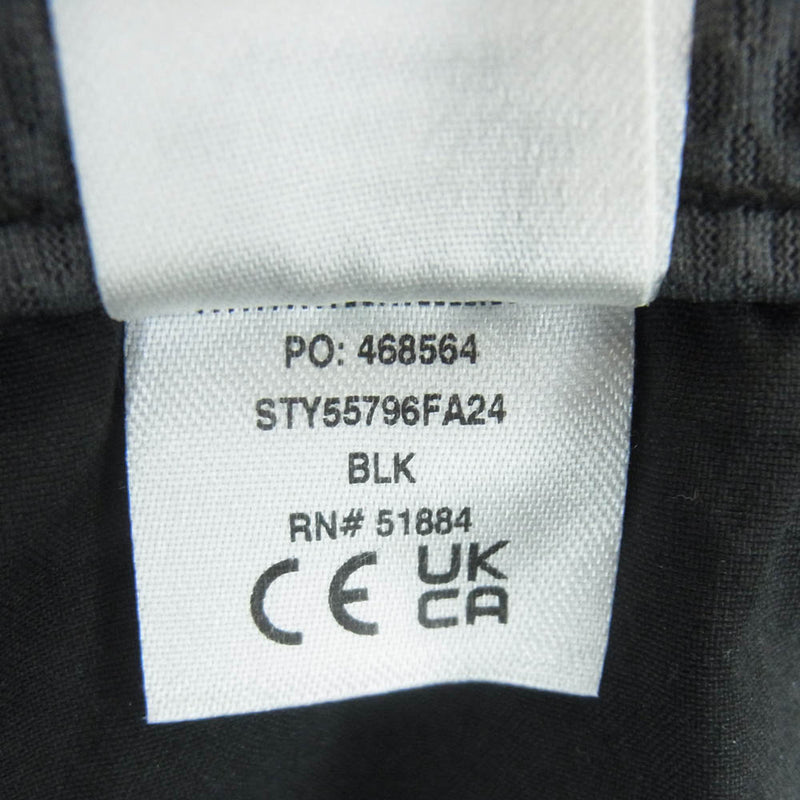 PO: 468564
STY55796FA24
BLK
RN# 51884
CE UK
CA